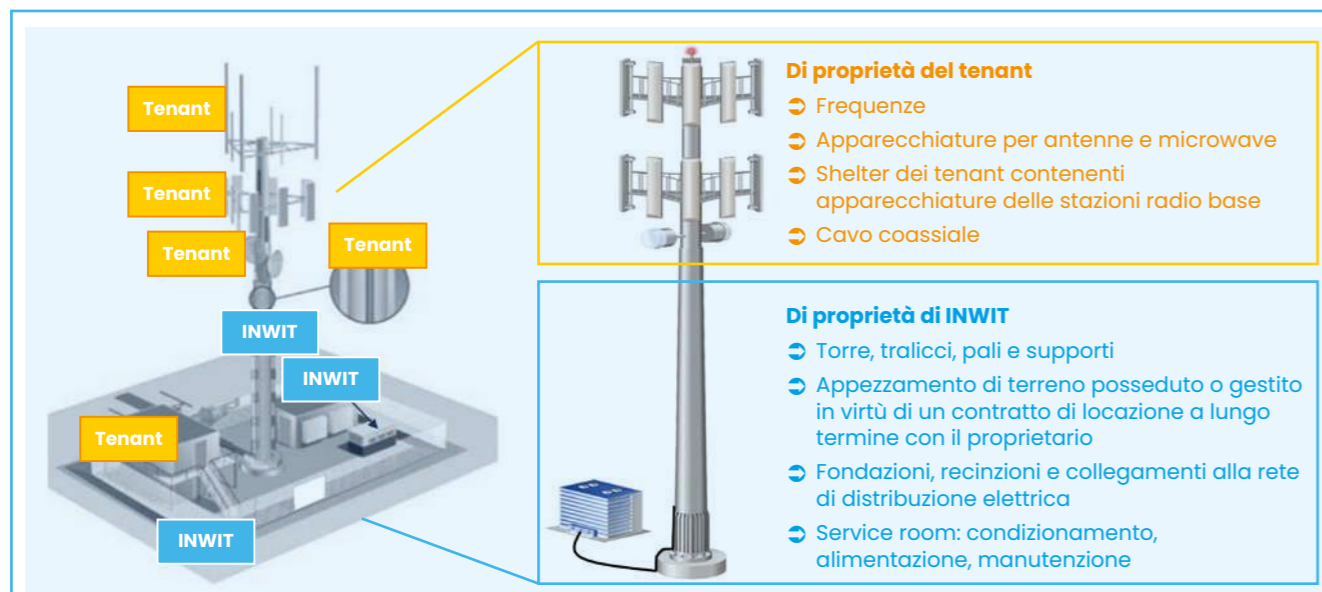 Tenant
Tenant
Tenant
Tenant
INWIT
INWIT
Tenant
INWIT
Di proprietà del tenant
Frequenze
Apparecchiature per antenne e microwave
Shelter dei tenant contenenti
apparecchiature delle stazioni radio base
Cavo coassiale
Di proprietà di INWIT
Torre, tralicci, pali e supporti
Appezzamento di terreno posseduto o gestito
in virtù di un contratto di locazione a lungo
termine con il proprietario
Fondazioni, recinzioni e collegamenti alla rete
di distribuzione elettrica
Service room: condizionamento,
alimentazione, manutenzione